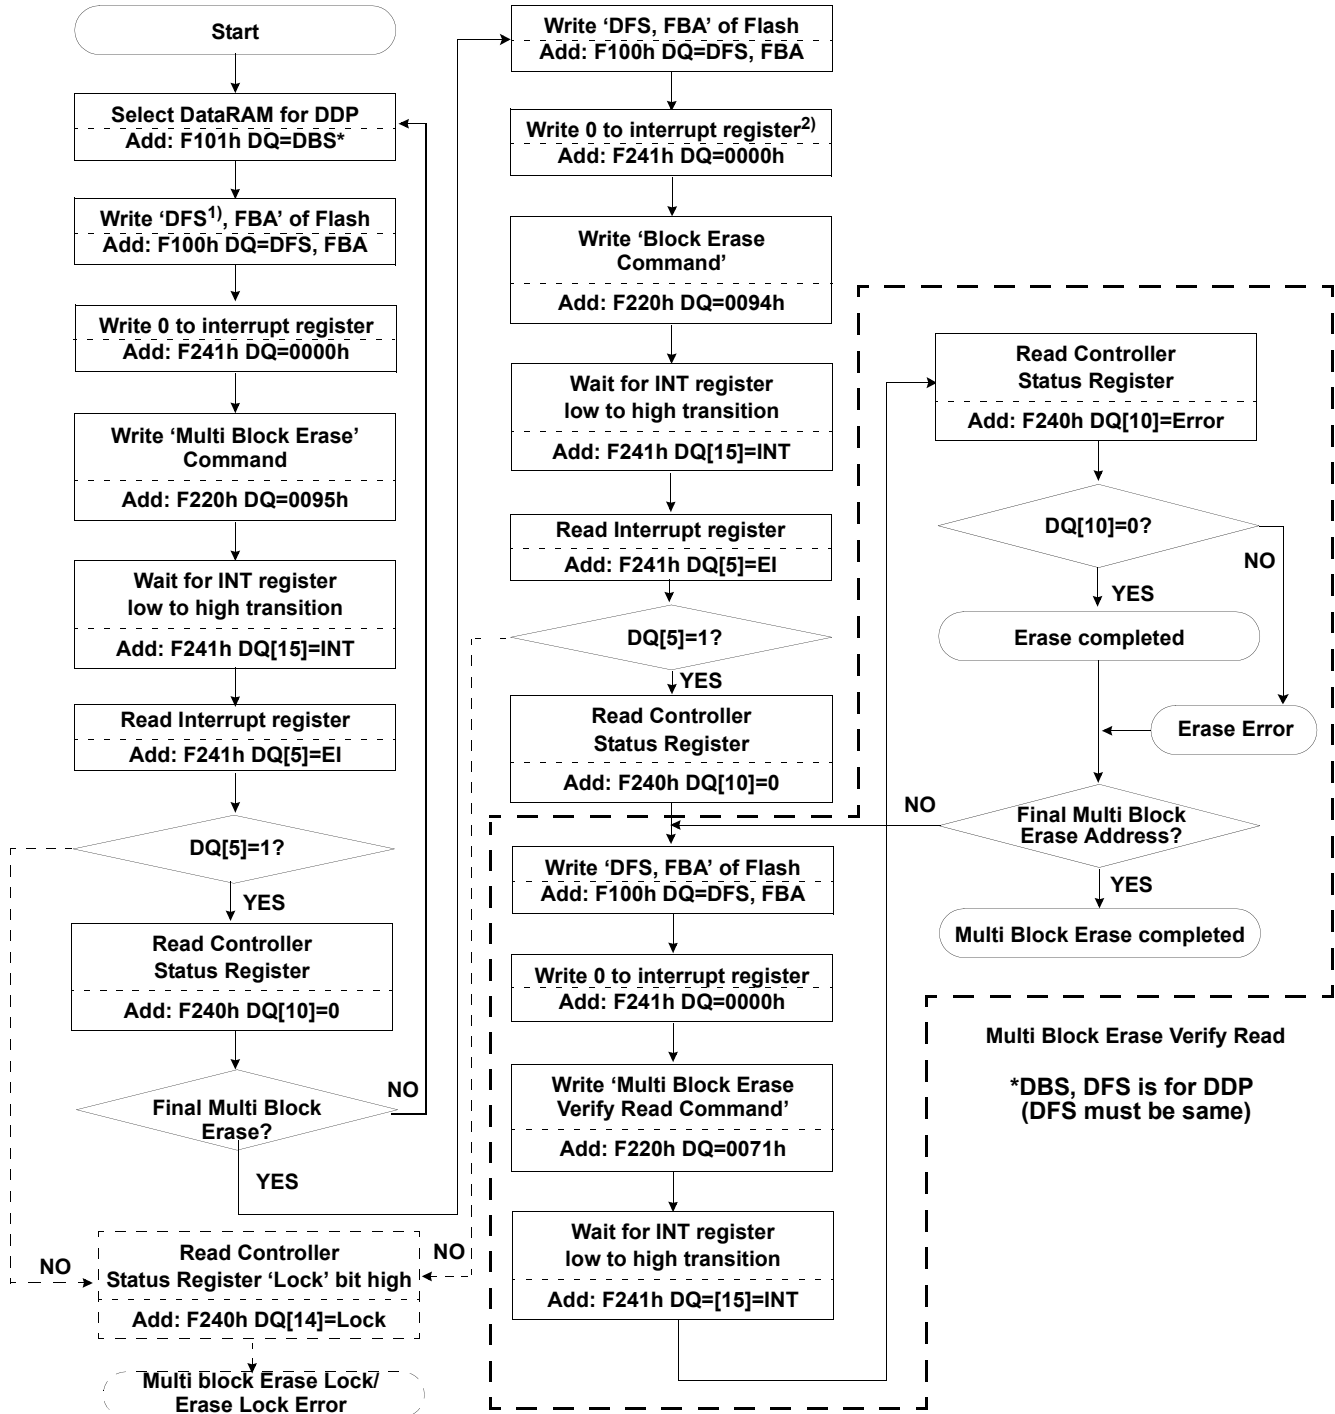 Start
Select DataRAM for DDP
Add: F101h DQ=DBS*
Write ‘DFS1), FBA’ of Flash
Add: F100h DQ=DFS, FBA
Write 0 to interrupt register
Add: F241h DQ=0000h
Write ‘Multi Block Erase’
Command
Add: F220h DQ=0095h
Wait for INT register
low to high transition
Add: F241h DQ[15]=INT
Read Interrupt register
Add: F241h DQ[5]=EI
DQ[5]=1?
YES
Read Controller
Status Register
Add: F240h DQ[10]=0
NO
Final Multi Block
Erase?
YES
NO
Read Controller
Status Register ‘Lock’ bit high
Add: F240h DQ[14]=Lock
Multi block Erase Lock/
Erase Lock Error
Write ‘DFS, FBA’ of Flash
Add: F100h DQ=DFS, FBA
Write 0 to interrupt register2)
Add: F241h DQ=0000h
Write ‘Block Erase
Command’
Add: F220h DQ=0094h
Wait for INT register
low to high transition
Add: F241h DQ[15]=INT
Read Interrupt register
Add: F241h DQ[5]=EI
DQ[5]=1?
YES
NO
Read Controller
Status Register
Add: F240h DQ[10]=0
Write ‘DFS, FBA’ of Flash
Add: F100h DQ=DFS, FBA
Write 0 to interrupt register
Add: F241h DQ=0000h
Write ‘Multi Block Erase
Verify Read Command’
Add: F220h DQ=0071h
Wait for INT register
low to high transition
Add: F241h DQ=[15]=INT
Read Controller
Status Register
Add: F240h DQ[10]=Error
DQ[10]=0?
NO
YES
Erase completed
Erase Error
NO
Final Multi Block
Erase Address?
YES
Multi Block Erase completed
Multi Block Erase Verify Read
*DBS, DFS is for DDP
(DFS must be same)